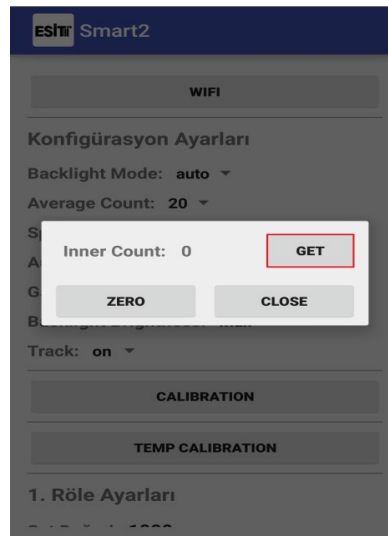 ESİT Smart2
WIFI
Konfigürasyon Ayarları
Backlight Mode: auto
Average Count: 20
Inner Count: 0 GET
ZERO CLOSE
Track: on
CALIBRATION
TEMP CALIBRATION
1. Röle Ayarları